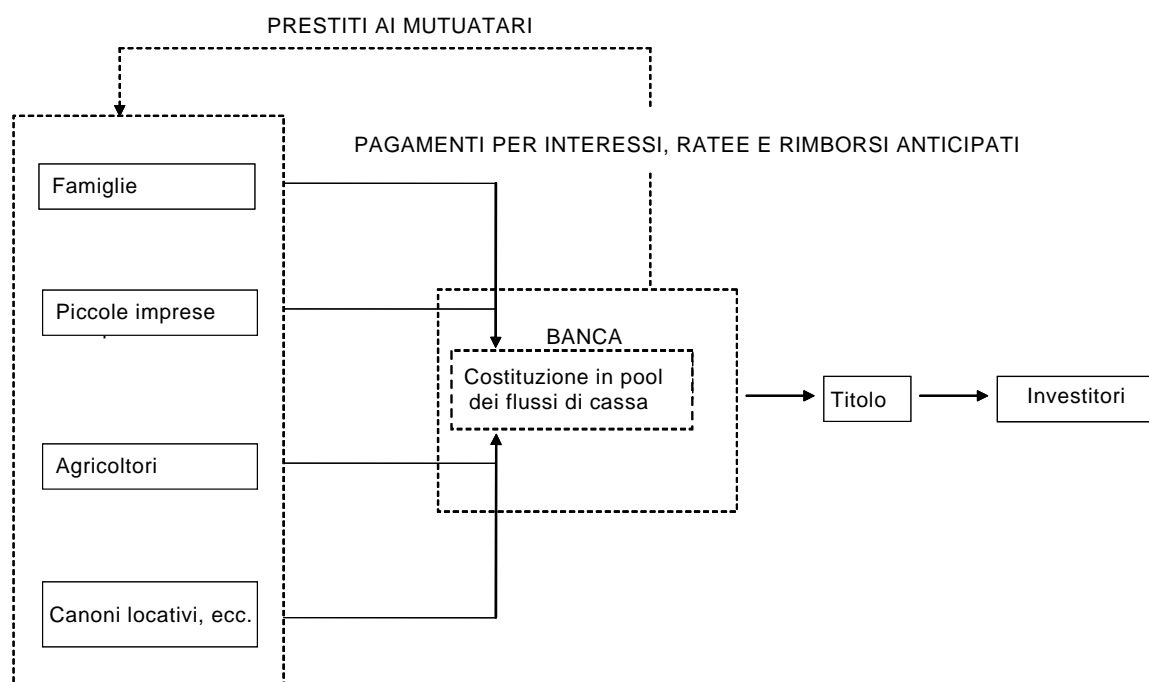 PRESTITI AI MUTUATARI
PAGAMENTI PER INTERESSI, RATEE E RIMBORSI ANTICIPATI
Famiglie
Piccole imprese
BANCA
Costituzione in pool
dei flussi di cassa
Titolo
Investitori
Agricoltori
Canoni locativi, ecc.